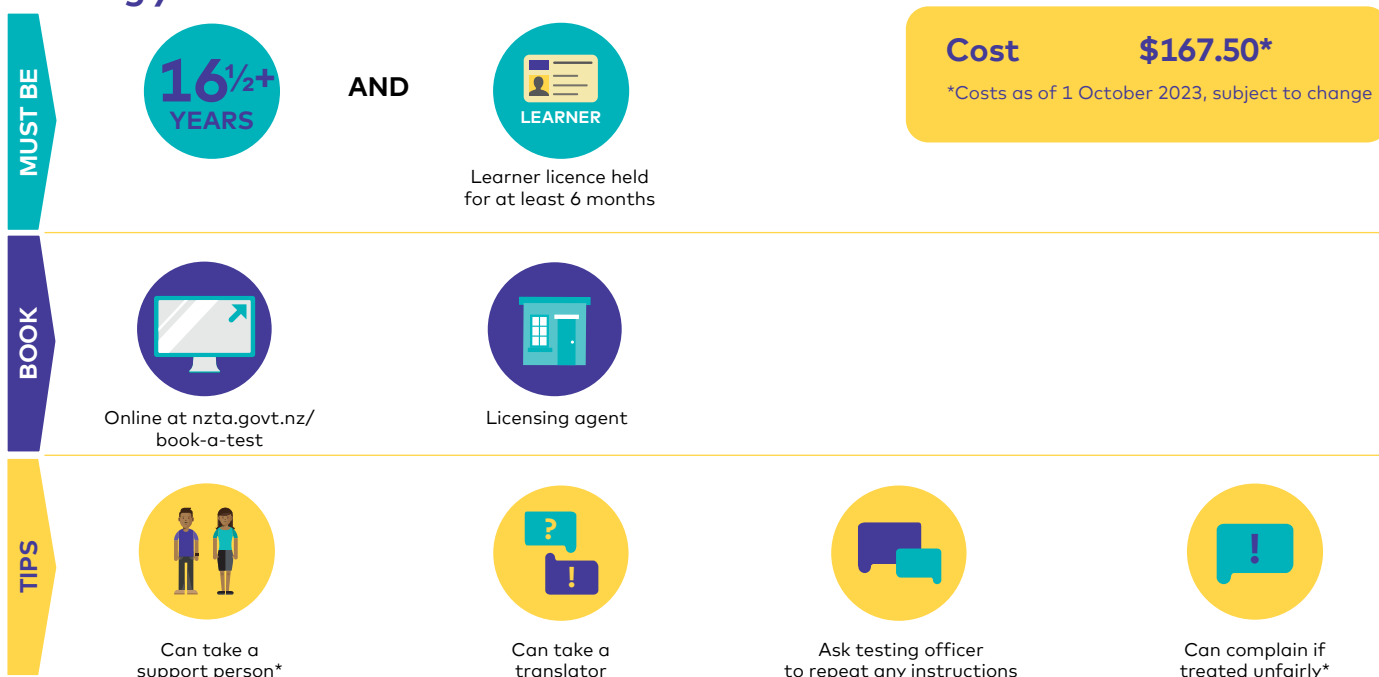 MUST BE
16½+
YEARS
AND
LEARNER
Learner licence held
for at least 6 months
Cost $167.50*
*Costs as of 1 October 2023, subject to change
BOOK
Online at nzta.govt.nz/
book-a-test
Licensing agent
TIPS
?
!
!
Can take a
support person*
Can take a
translator
Ask testing officer
to repeat any instructions
Can complain if
treated unfairly*